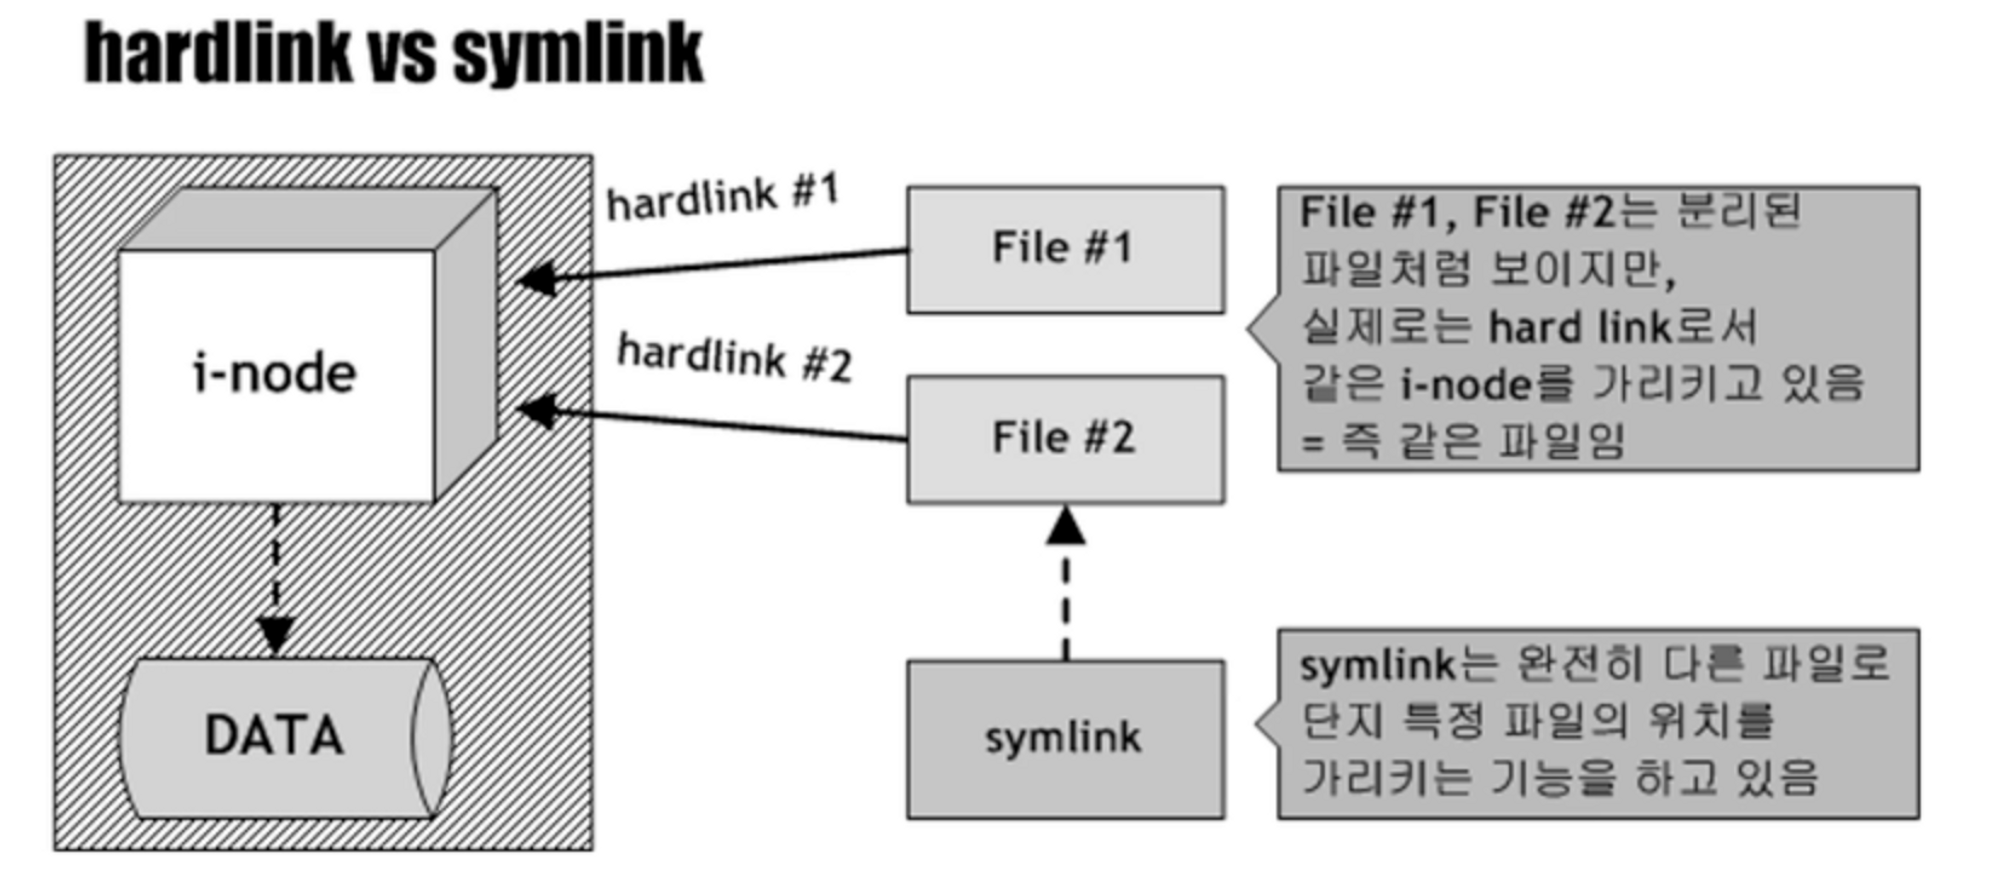 hardlink vs symlink
hardlink #1
File #1
i-node
hardlink #2
File #2
File #1, File #2는 분리된
파일처럼 보이지만,
실제로는 hard link로서
같은 i-node를 가리키고 있음
= 즉 같은 파일임
DATA
symlink
symlink는 완전히 다른 파일로
단지 특정 파일의 위치를
가리키는 기능을 하고 있음